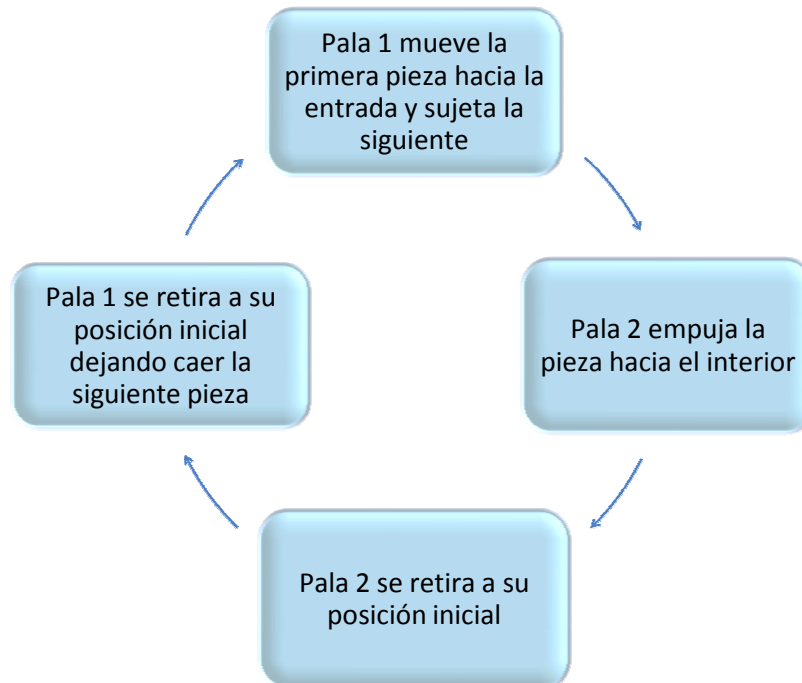 Pala 1 mueve la
primera pieza hacia la
entrada y sujeta la
siguiente
Pala 2 empuja la
pieza hacia el interior
Pala 2 se retira a su
posición inicial
Pala 1 se retira a su
posición inicial
dejando caer la
siguiente pieza